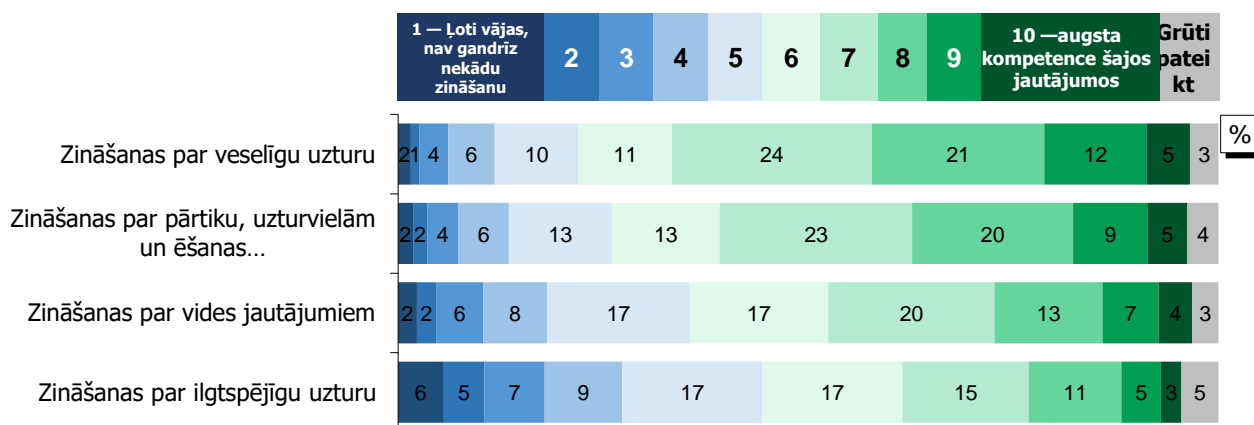 1 — Ļoti vājas,
nav gandrīz
nekādu
zināšanu
2
3
4
5
6
7
8
9
10 —augsta
kompetence šajos
jautājumos
Grūti
patei
kt
%
Zināšanas par veselīgu uzturu
2 1 4 6 10 11 24 21 12 5 3
Zināšanas par pārtiku, uzturvielām
un ēšanas...
2 2 4 6 13 13 23 20 9 5 4
Zināšanas par vides jautājumiem
2 2 6 8 17 17 20 13 7 4 3
Zināšanas par ilgtspējīgu uzturu
6 5 7 9 17 17 15 11 5 3 5